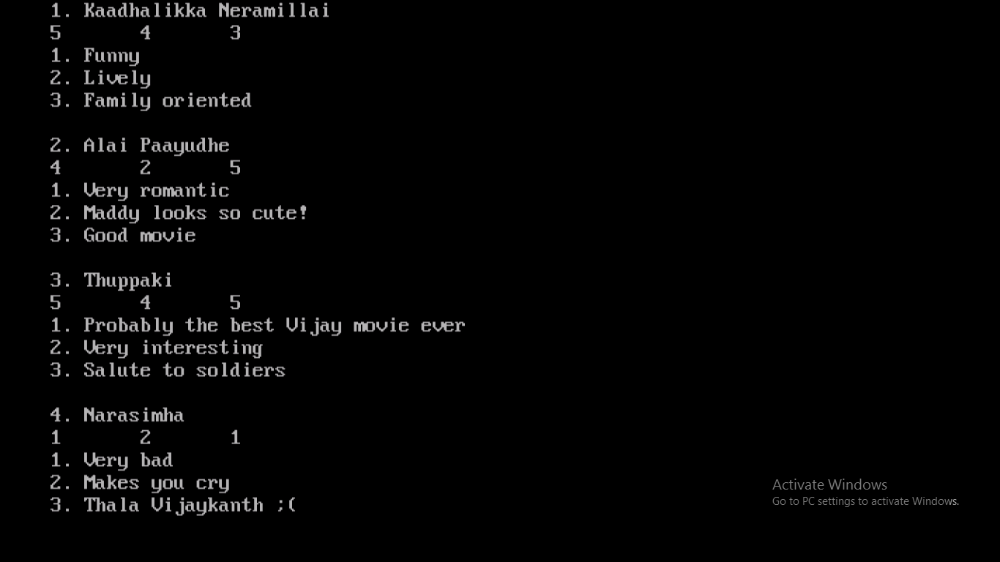 1. Kaadhalikka Neramillai
5 4 3
1. Funny
2. Lively
3. Family oriented
2. Alai Paayudhe
4 2 5
1. Very romantic
2. Maddy looks so cute!
3. Good movie
3. Thuppaki
5 4 5
1. Probably the best Vijay movie ever
2. Very interesting
3. Salute to soldiers
4. Narasimha
1 2 1
1. Very bad
2. Makes you cry
3. Thala Vijaykanth ;(
Activate Windows
Go to PC settings to activate Windows.